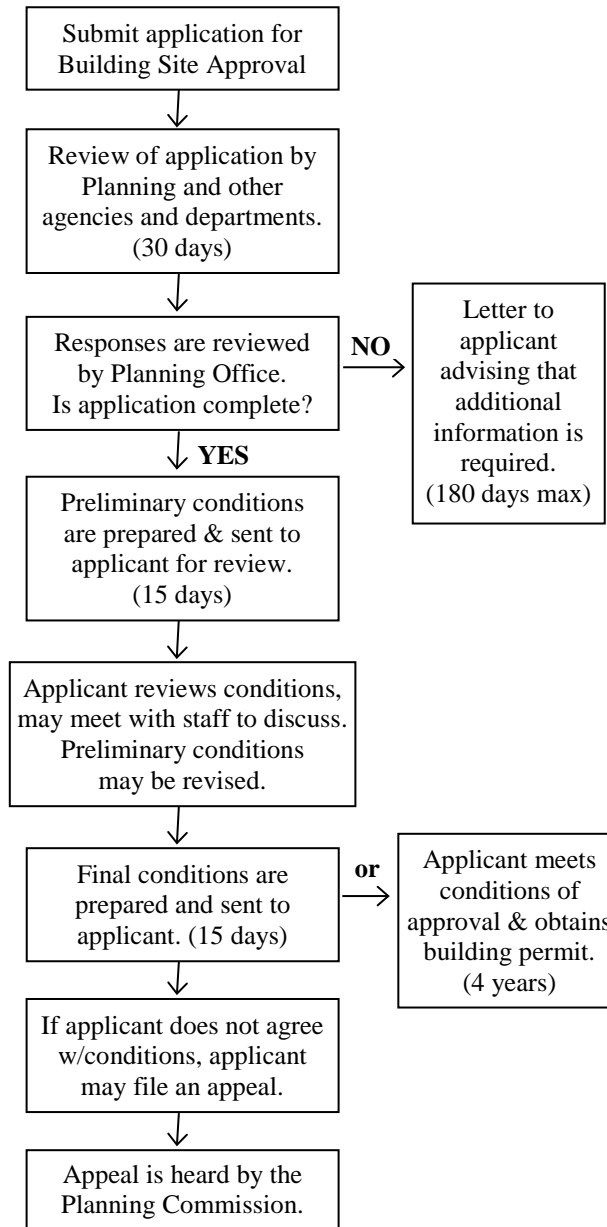 Submit application for
Building Site Approval
Review of application by
Planning and other
agencies and departments.
(30 days)
Responses are reviewed
by Planning Office.
Is application complete?
NO
Letter to
applicant
advising that
additional
information is
required.
(180 days max)
YES
Preliminary conditions
are prepared & sent to
applicant for review.
(15 days)
Applicant reviews conditions,
may meet with staff to discuss.
Preliminary conditions
may be revised.
Final conditions are
prepared and sent to
applicant. (15 days)
or
Applicant meets
conditions of
approval & obtains
building permit.
(4 years)
If applicant does not agree
w/conditions, applicant
may file an appeal.
Appeal is heard by the
Planning Commission.